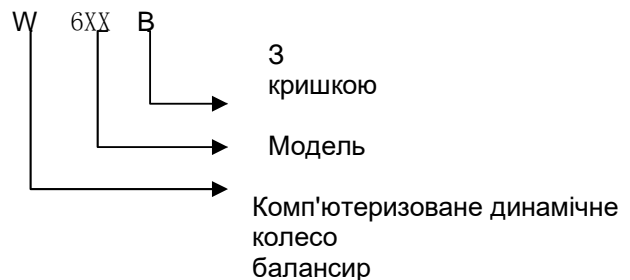 W 6XX B
З
кришкою
Модель
Комп'ютеризоване динамічне
колесо
балансир